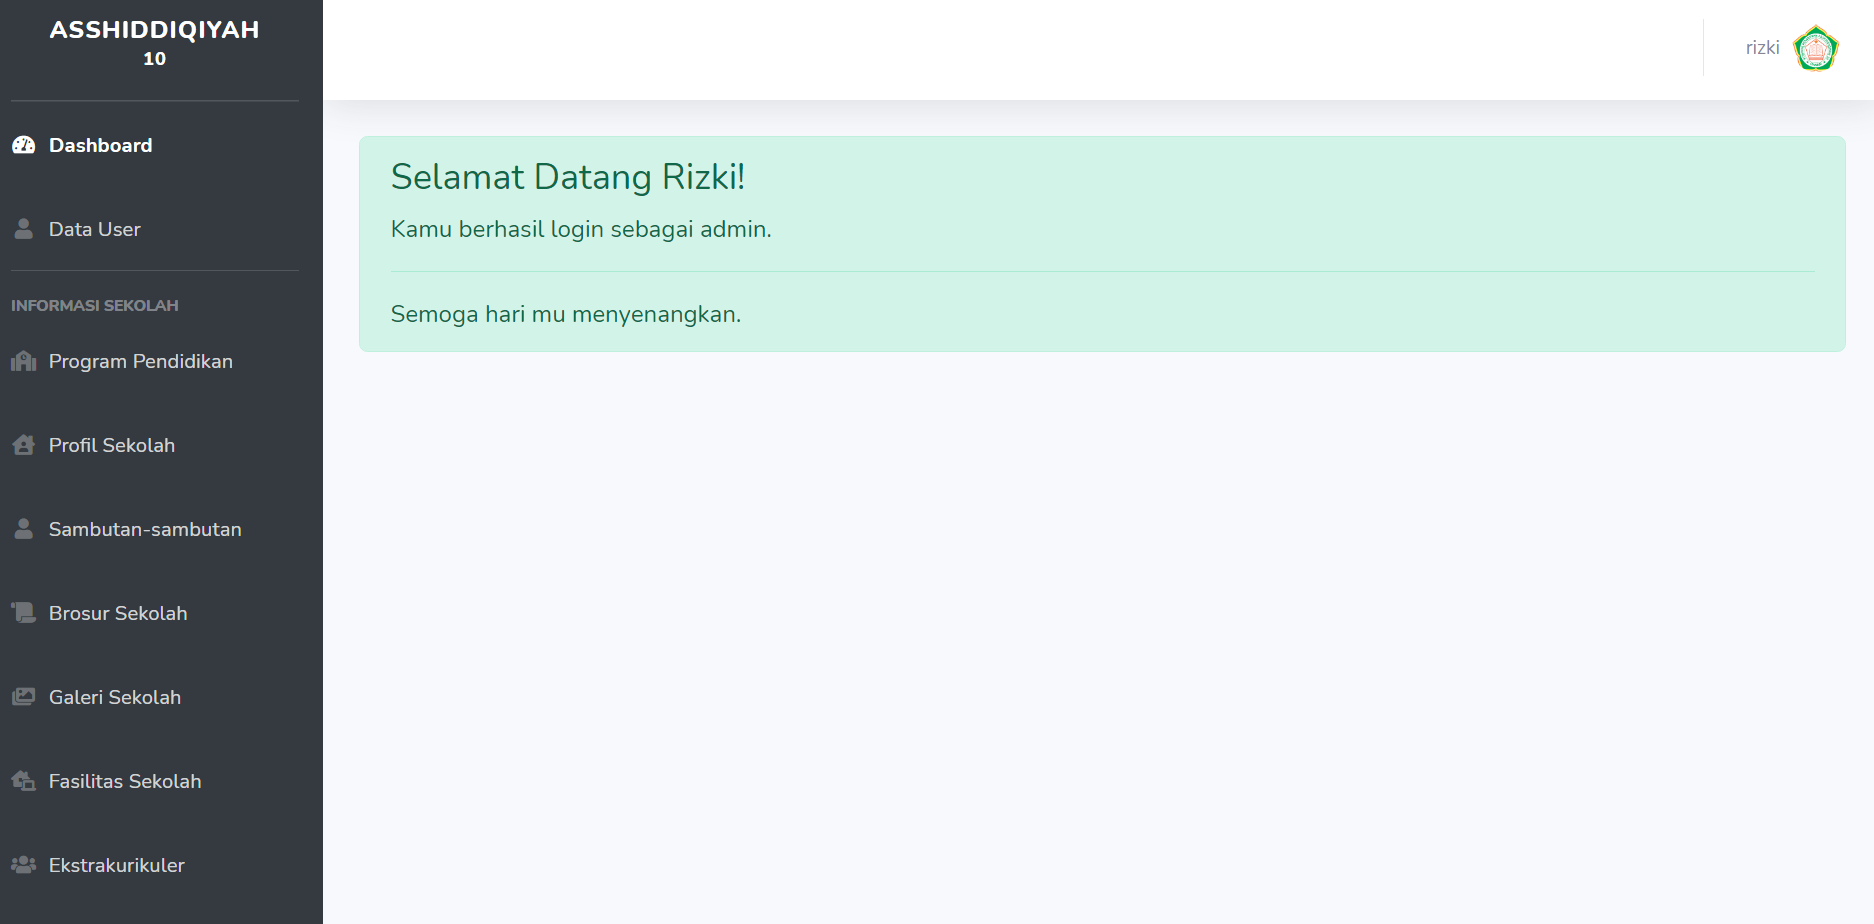 ASSHIDDIQIYAH
10
rizki
Dashboard
Data User
INFORMASI SEKOLAH
Program Pendidikan
Profil Sekolah
Sambutan-sambutan
Brosur Sekolah
Galeri Sekolah
Fasilitas Sekolah
Ekstrakurikuler
Selamat Datang Rizki!
Kamu berhasil login sebagai admin.
Semoga hari mu menyenangkan.